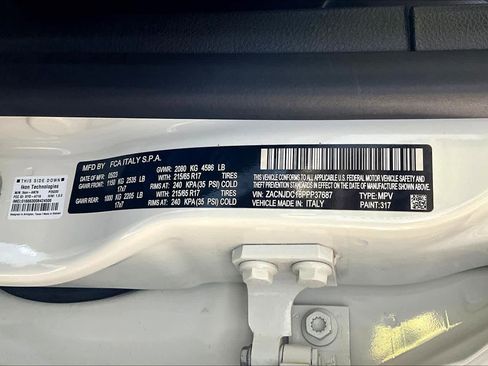 THIS SIDE DOWN
Ikon Technologies
MFD BY: FCA ITALY S.P.A.
DATE OF MFR: 05/23 GVWR: 2080 KG 4586 LB
GAWR FRONT: 1150 KG 2535 LB 215/65 R17 TIRES
17x7 RIMS AT: 240 KPA(35 PSI) COLD
GAWR REAR: 1000 KG 2205 LB 215/65 R17 TIRES
17x7 RIMS AT: 240 KPA(35 PSI) COLD
THIS VEHICLE CONFORMS TO ALL APPLICABLE U.S.A. FEDERAL MOTOR VEHICLE
SAFETY, BUMPER AND THEFT PREVENTION STANDARDS IN EFFECT ON THE DATE OF MANUFACTURE SHOWN ABOVE.
VIN: TYPE: MPV
VEHICLE MADE IN: ITALY PAINT: 317